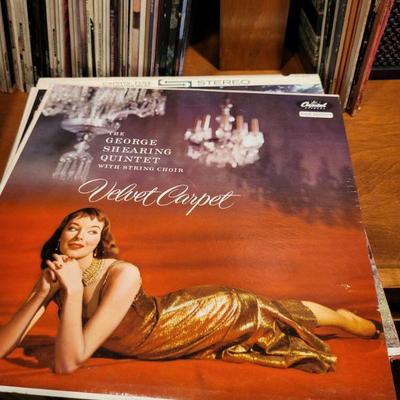 STEREO
Capitol
THE
GEORGE
SHEARING
QUINTET
WITH STRING CHOIR
Velvet Carpet